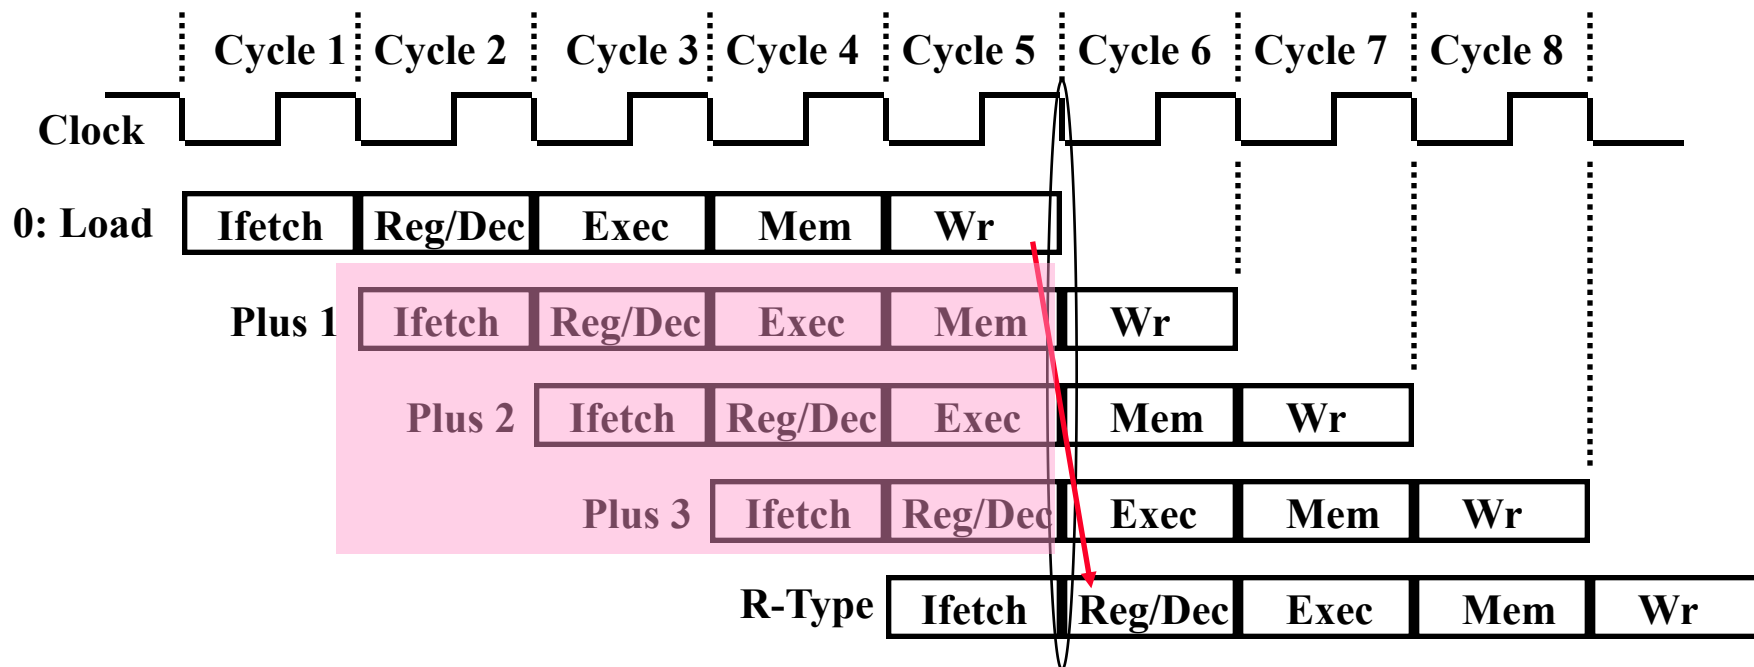 Cycle 1 Cycle 2 Cycle 3 Cycle 4 Cycle 5 Cycle 6 Cycle 7 Cycle 8
Clock
0: Load Ifetch Reg/Dec Exec Mem Wr
Plus 1 Ifetch Reg/Dec Exec Mem Wr
Plus 2 Ifetch Reg/Dec Exec Mem Wr
Plus 3 Ifetch Reg/Dec Exec Mem Wr
R-Type Ifetch Reg/Dec Exec Mem Wr